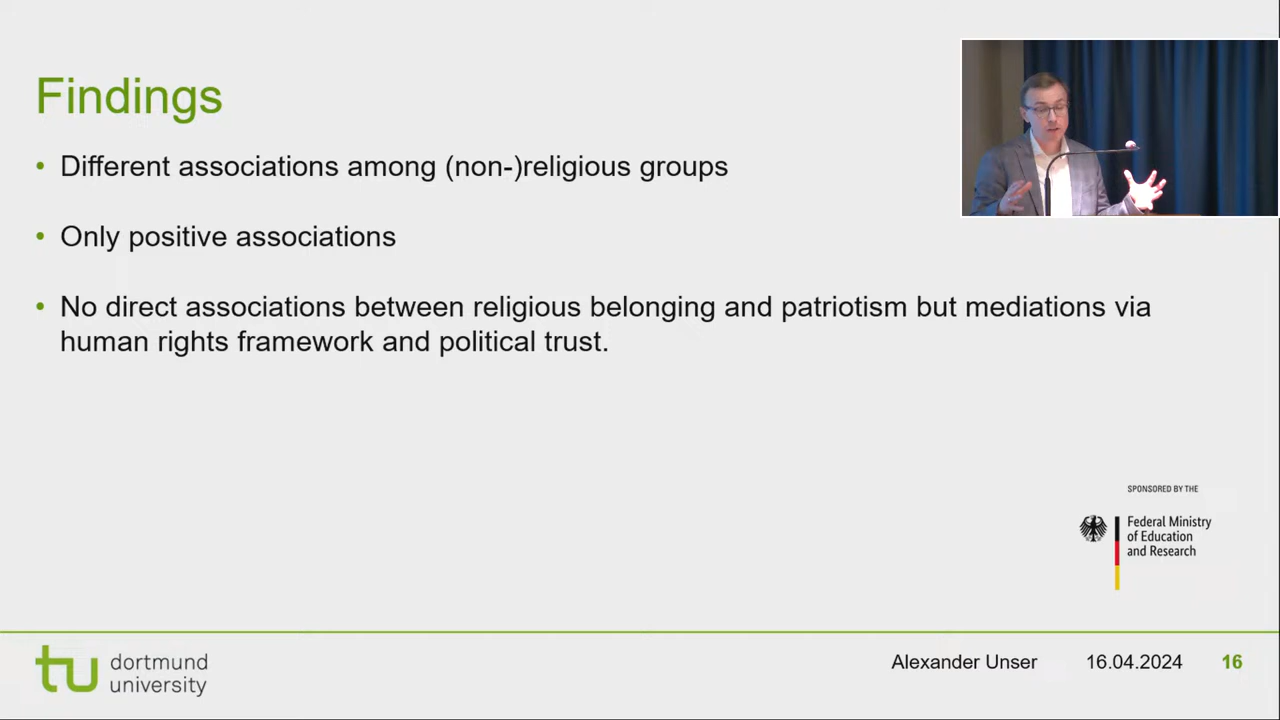 Findings
• Different associations among (non-)religious groups
• Only positive associations
• No direct associations between religious belonging and patriotism but mediations via
human rights framework and political trust.
SPONSORED BY THE
Federal Ministry
of Education
and Research
tu dortmund
university
Alexander Unser 16.04.2024 16